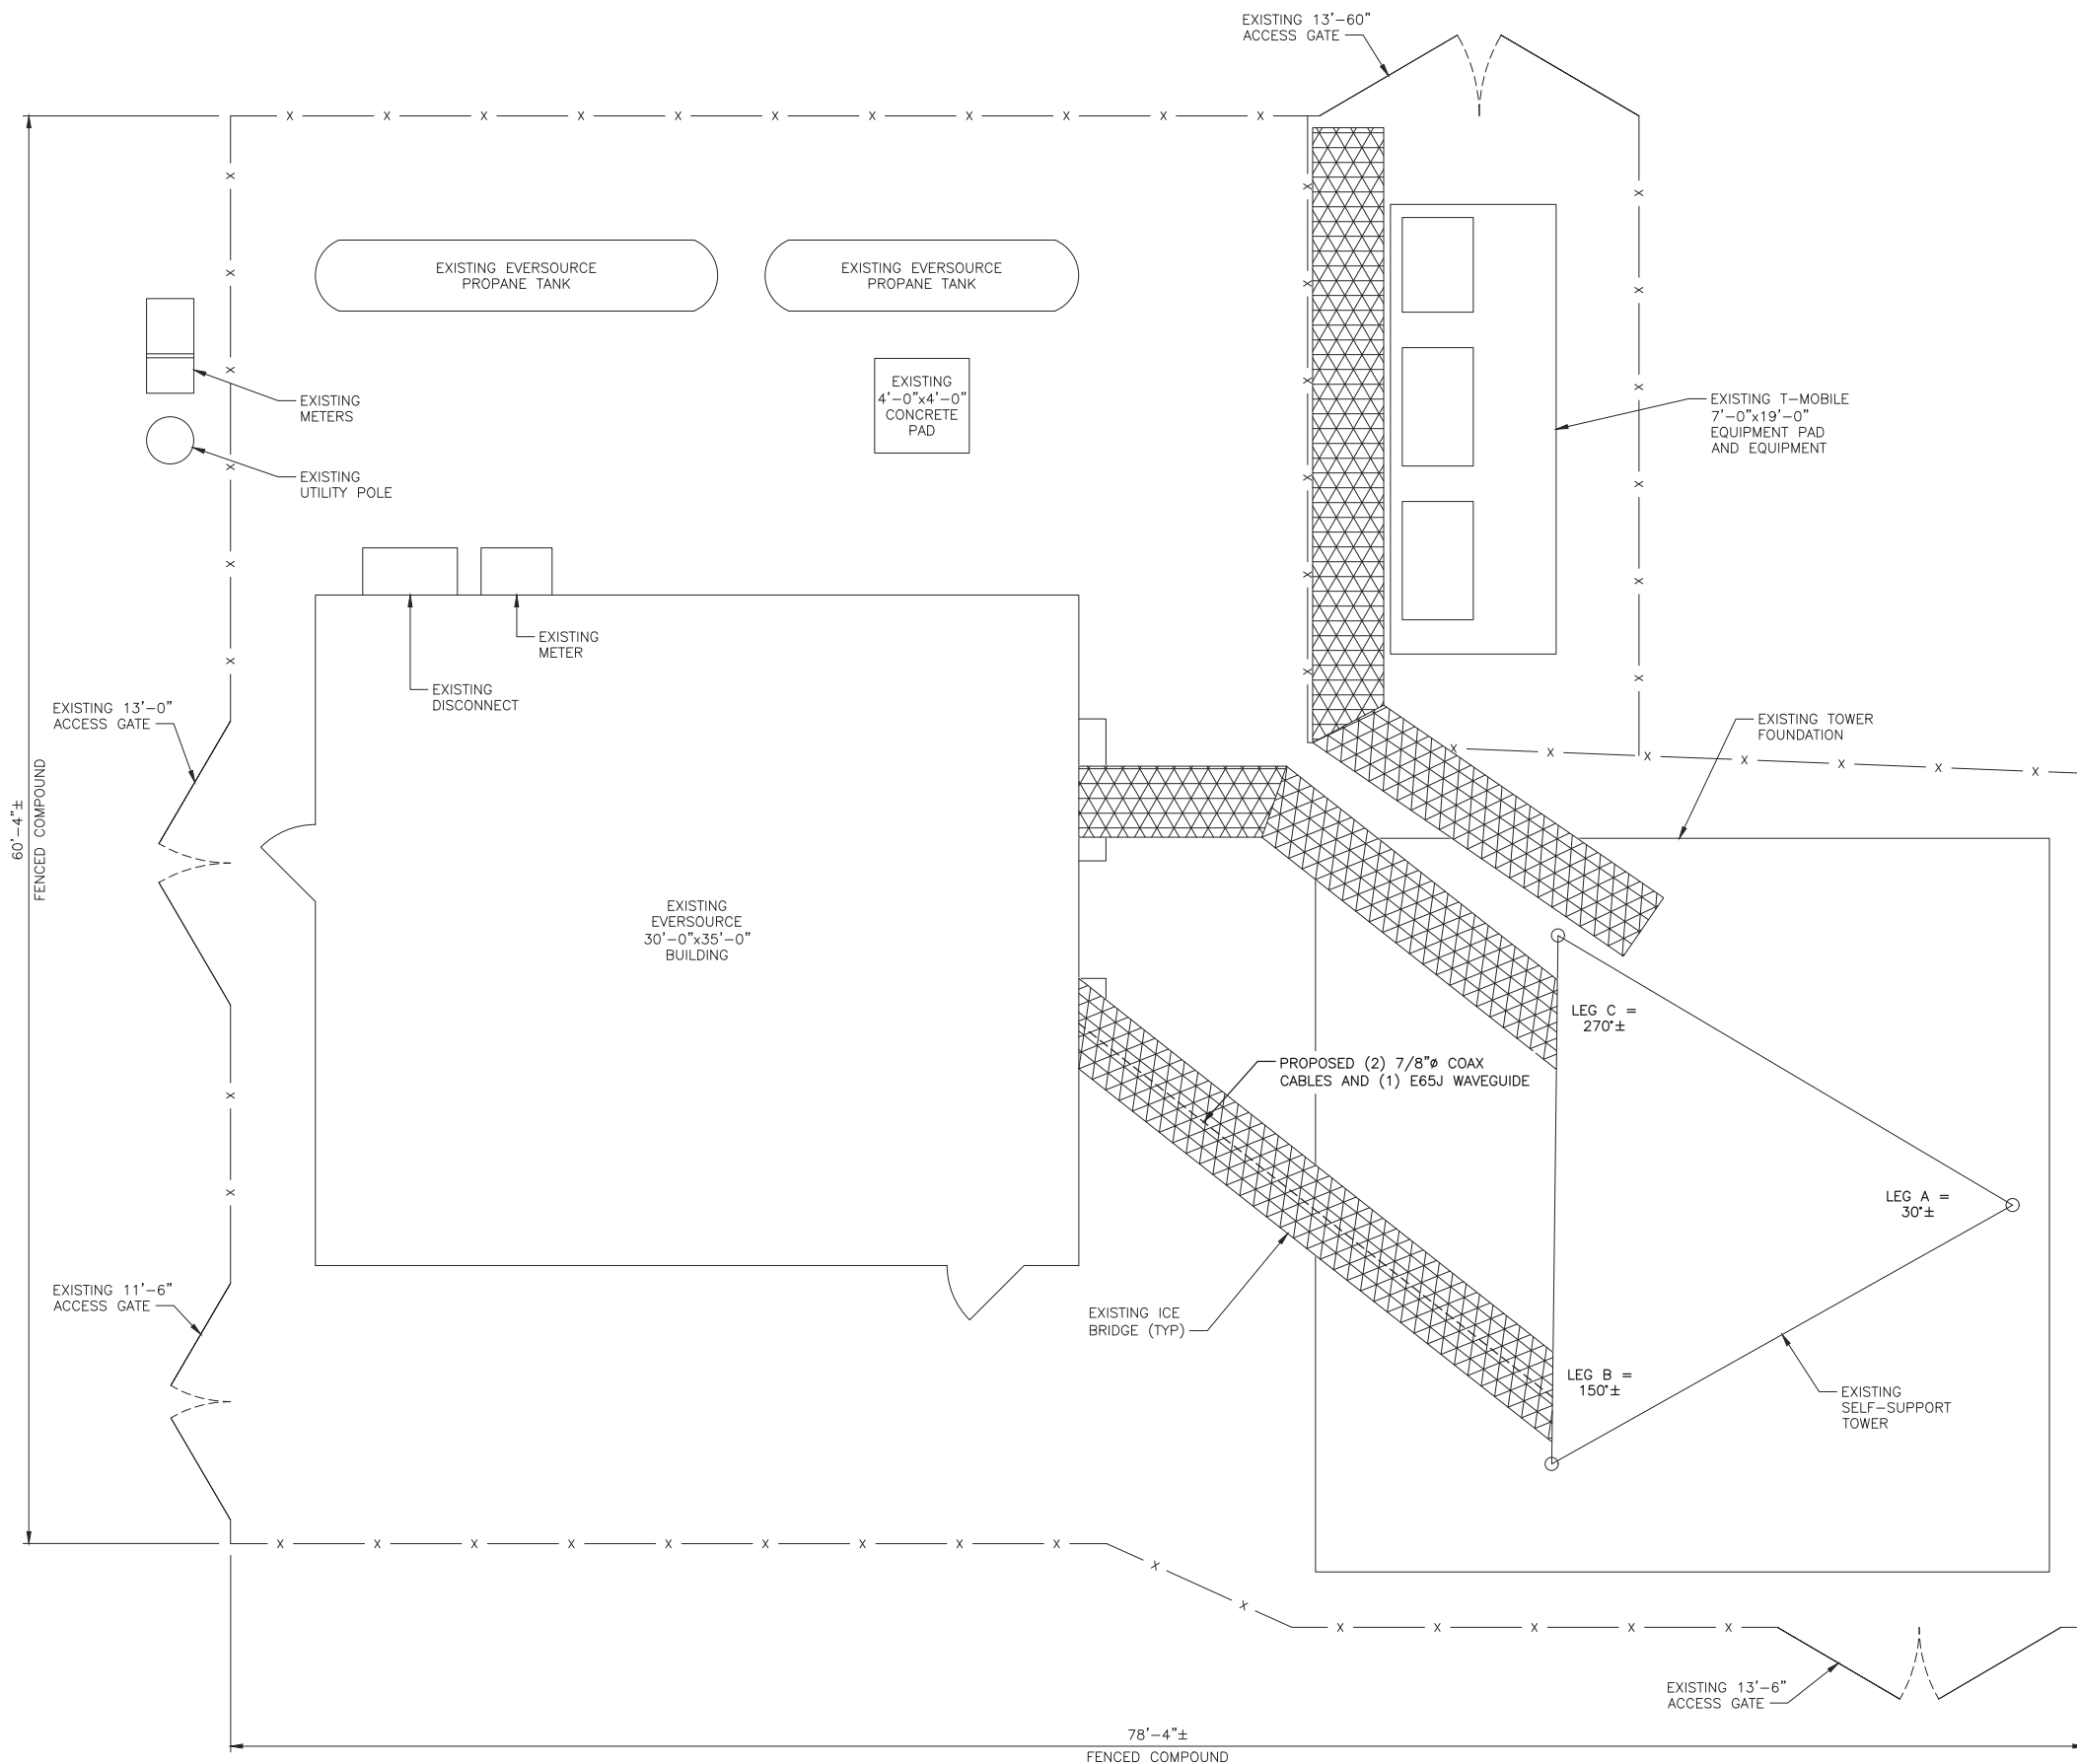 EXISTING 13'-60"
ACCESS GATE
EXISTING EVERSOURCE
PROPANE TANK
EXISTING EVERSOURCE
PROPANE TANK
EXISTING
METERS
EXISTING
4'-0"x4'-0"
CONCRETE
PAD
EXISTING T-MOBILE
7'-0"x19'-0"
EQUIPMENT PAD
AND EQUIPMENT
EXISTING
UTILITY POLE
EXISTING
METER
EXISTING
DISCONNECT
EXISTING 13'-0"
ACCESS GATE
EXISTING TOWER
FOUNDATION
60'-4"±
FENCED COMPOUND
EXISTING
EVERSOURCE
30'-0"x35'-0"
BUILDING
LEG C =
270°±
PROPOSED (2) 7/8"ø COAX
CABLES AND (1) E65J WAVEGUIDE
LEG A =
30°±
EXISTING 11'-6"
ACCESS GATE
EXISTING ICE
BRIDGE (TYP)
LEG B =
150°±
EXISTING
SELF-SUPPORT
TOWER
EXISTING 13'-6"
ACCESS GATE
78'-4"±
FENCED COMPOUND